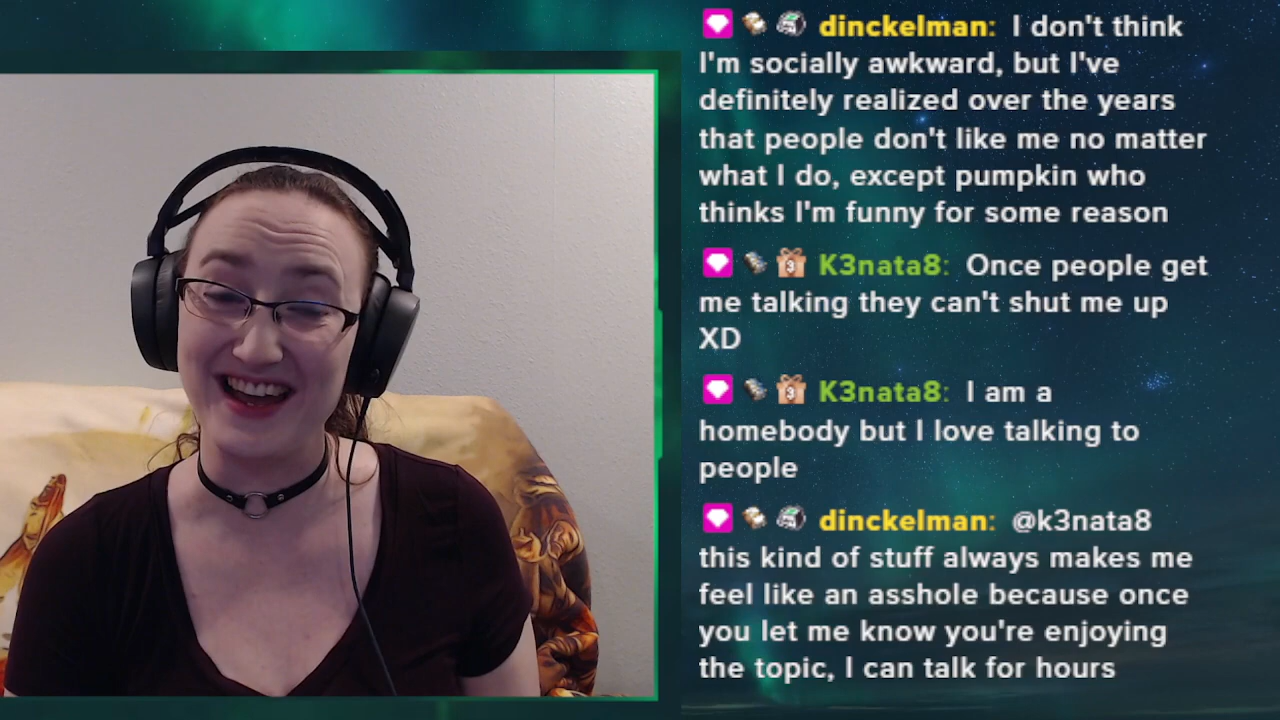 dinckelman: I don't think
I'm socially awkward, but I've
definitely realized over the years
that people don't like me no matter
what I do, except pumpkin who
thinks I'm funny for some reason
3 K3nata8: Once people get
me talking they can't shut me up
XD
3 K3nata8: I am a
homebody but I love talking to
people
dinckelman: @k3nata8
this kind of stuff always makes me
feel like an asshole because once
you let me know you're enjoying
the topic, I can talk for hours